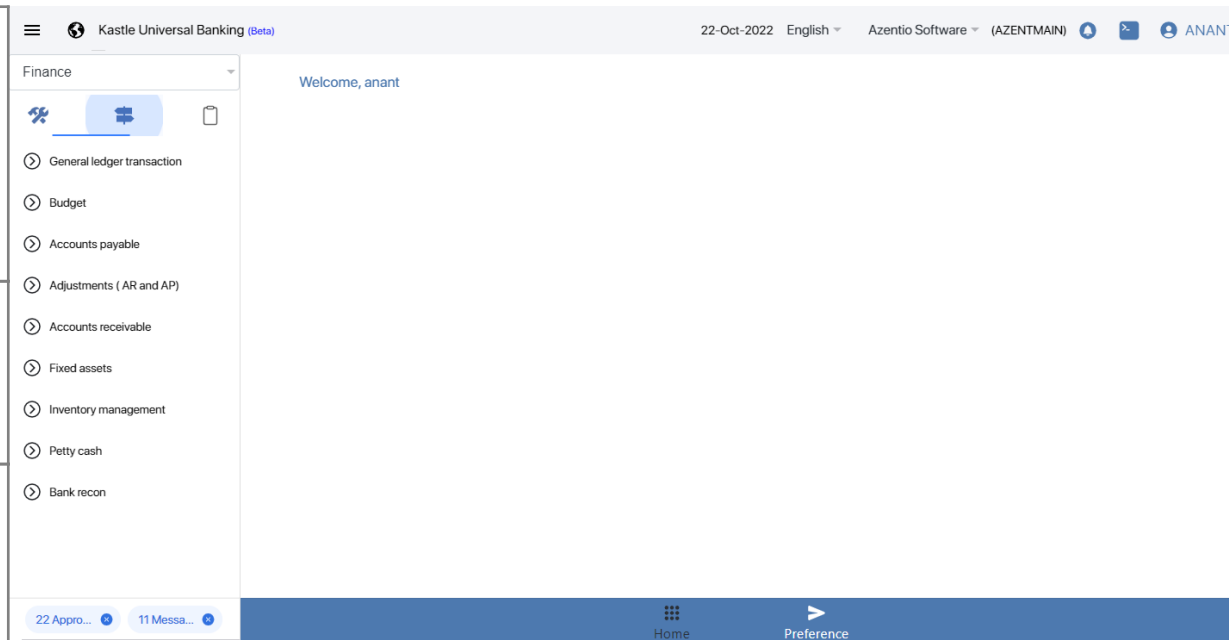 Kastle Universal Banking (Beta)
22-Oct-2022 English Azentio Software (AZENTMAIN) ANANT
Finance
Welcome, anant
General ledger transaction
Budget
Accounts payable
Adjustments ( AR and AP)
Accounts receivable
Fixed assets
Inventory management
Petty cash
Bank recon
22 Appro... 11 Messa...
Home Preference